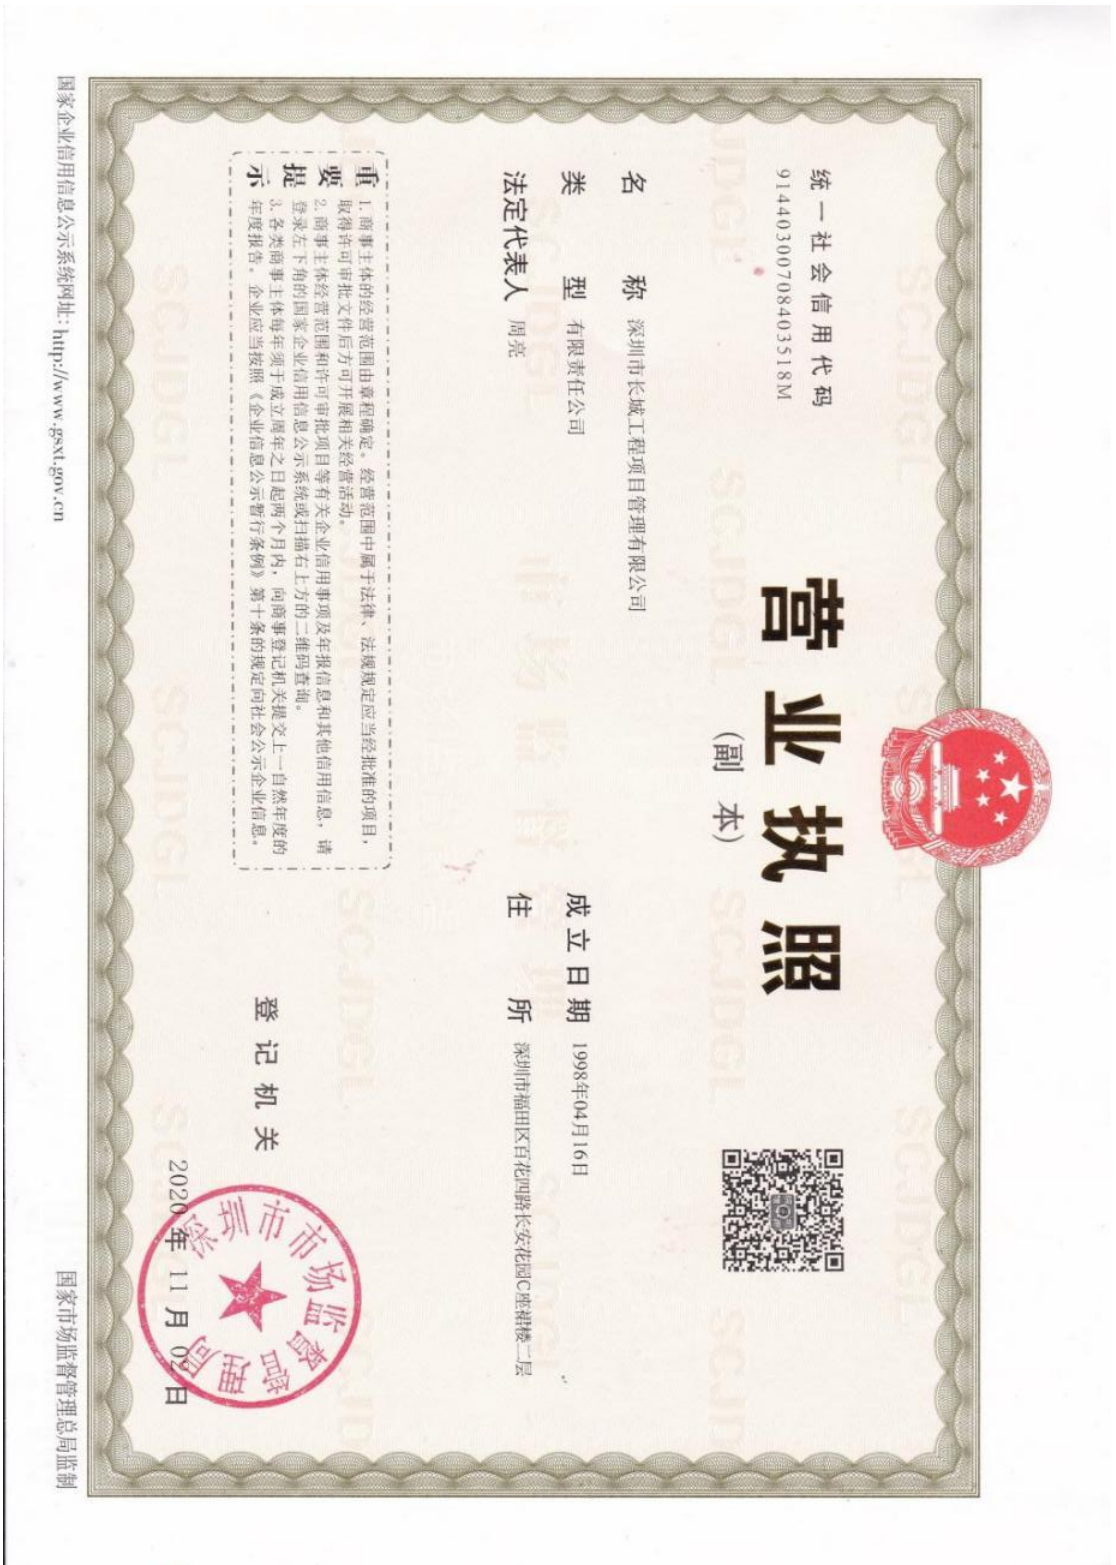 统一社会信用代码
91440300708403518M
营业执照
(副 本)
名 称 深圳市长城工程项目管理有限公司
类 型 有限责任公司
法定代表人 周亮
成立日期 1998年04月16日
住 所 深圳市福田区百花四路长安花园C座裙楼二层
重要提示
1. 商事主体的经营范围由章程确定。经营范围中属于法律、法规规定应当经批准的项目，
取得许可审批文件后方可开展相关经营活动。
2. 商事主体经营范围和许可审批项目等有关企业信用事项及年报信息和其他信用信息，请
登录左下角的国家企业信用信息公示系统或扫描右上方的二维码查询。
3. 各类商事主体每年须于成立周年之日起两个月内，向商事登记机关提交上一自然年度的
年度报告。企业应当按照《企业信息公示暂行条例》第十条的规定向社会公示企业信息。
登记机关
深圳市市场监督管理局
2020年11月02日
国家企业信用信息公示系统网址：http://www.gsxt.gov.cn
国家市场监督管理总局监制
SCJDGL
市场监督管理